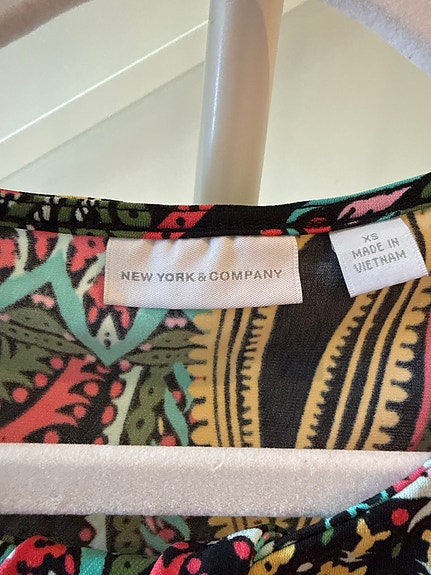 NEW YORK & COMPANY
XS
MADE IN
VIETNAM